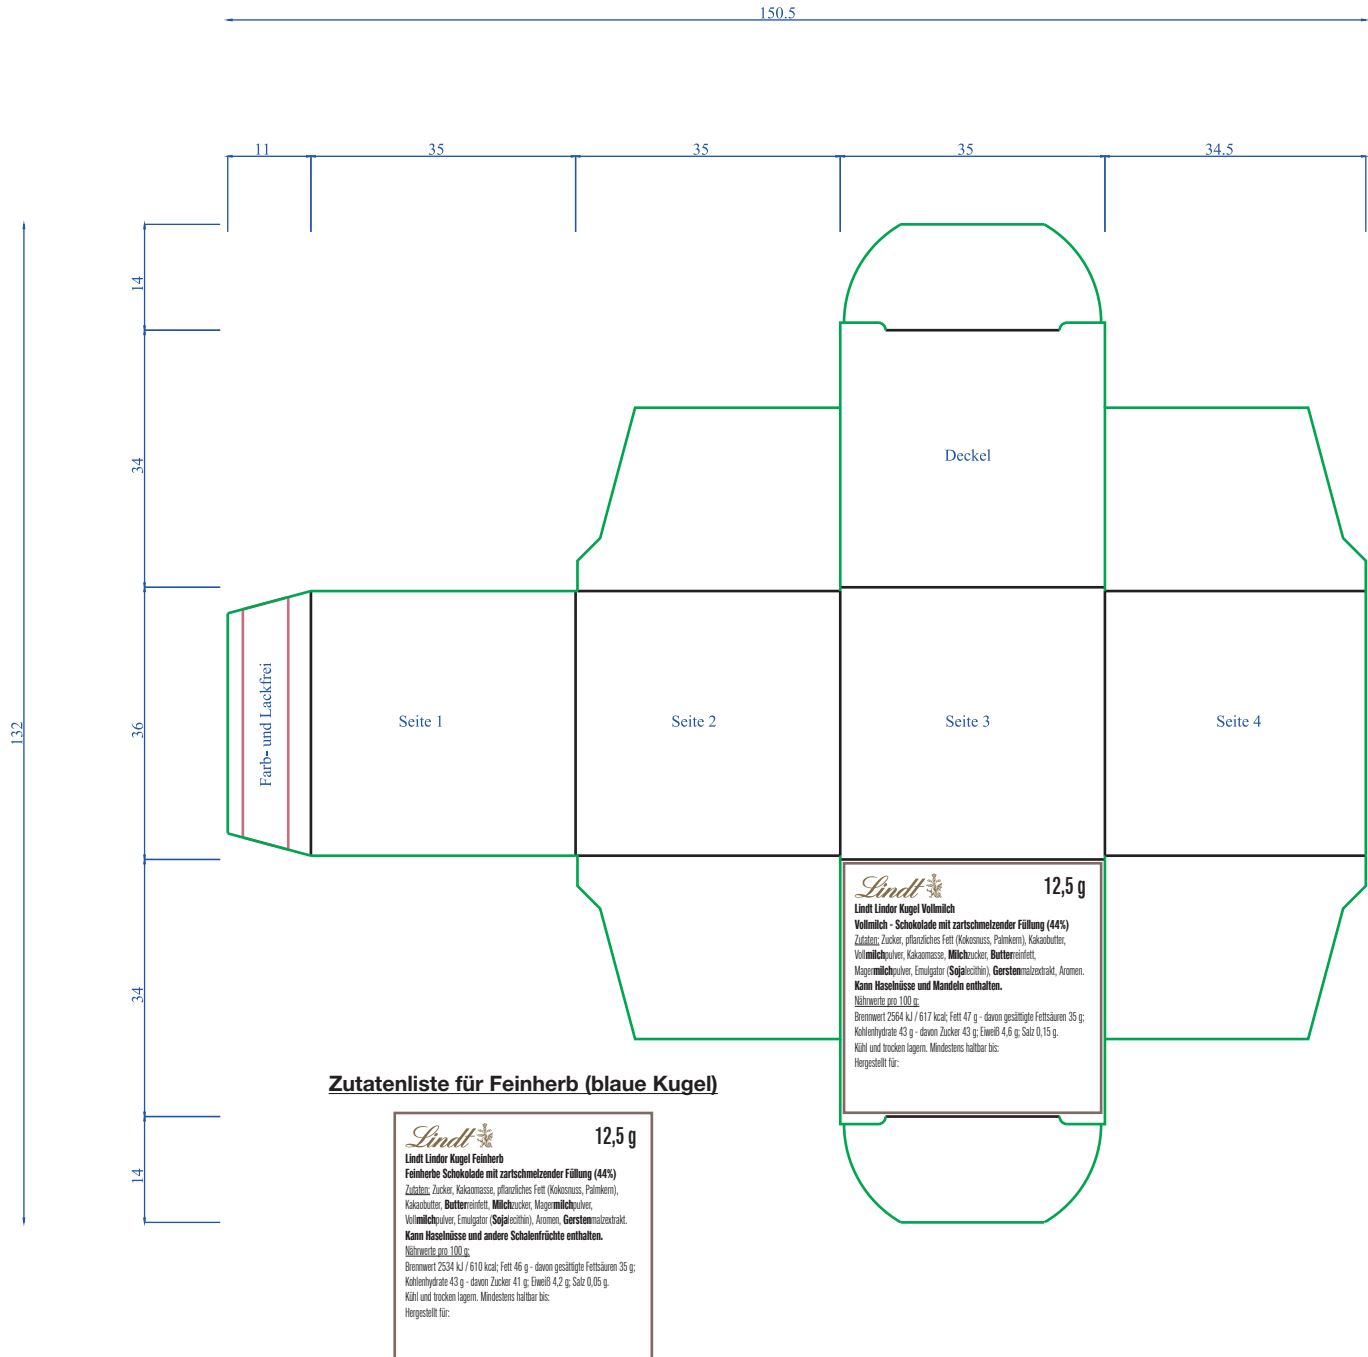 150.5
11
35
35
35
34.5
14
34
Deckel
132
36
Farb- und Lackfrei
Seite 1
Seite 2
Seite 3
Seite 4
34
14
Lindt
12,5 g
Lindt Lindor Kugel Vollmilch
Vollmilch - Schokolade mit zartschmelzender Füllung (44%)
Zutaten: Zucker, pflanzliches Fett (Kokosnuss, Palmkern), Kakaobutter,
Vollmilchpulver, Kakaomasse, Milchzucker, Butterreinfett,
Magermilchpulver, Emulgator (Sojalecithin), Gerstenmalzextrakt, Aromen.
Kann Haselnüsse und Mandeln enthalten.
Nährwerte pro 100 g:
Brennwert 2564 kJ / 617 kcal; Fett 47 g - davon gesättigte Fettsäuren 35 g;
Kohlenhydrate 43 g - davon Zucker 43 g; Eiweiß 4,6 g; Salz 0,15 g.
Kühl und trocken lagern. Mindestens haltbar bis:
Hergestellt für:
Zutatenliste für Feinherb (blaue Kugel)
Lindt
12,5 g
Lindt Lindor Kugel Feinherb
Feinherbe Schokolade mit zartschmelzender Füllung (44%)
Zutaten: Zucker, Kakaomasse, pflanzliches Fett (Kokosnuss, Palmkern),
Kakaobutter, Butterreinfett, Milchzucker, Magermilchpulver,
Vollmilchpulver, Emulgator (Sojalecithin), Aromen, Gerstenmalzextrakt.
Kann Haselnüsse und andere Schalenfrüchte enthalten.
Nährwerte pro 100 g:
Brennwert 2534 kJ / 610 kcal; Fett 46 g - davon gesättigte Fettsäuren 35 g;
Kohlenhydrate 43 g - davon Zucker 41 g; Eiweiß 4,2 g; Salz 0,05 g.
Kühl und trocken lagern. Mindestens haltbar bis:
Hergestellt für: